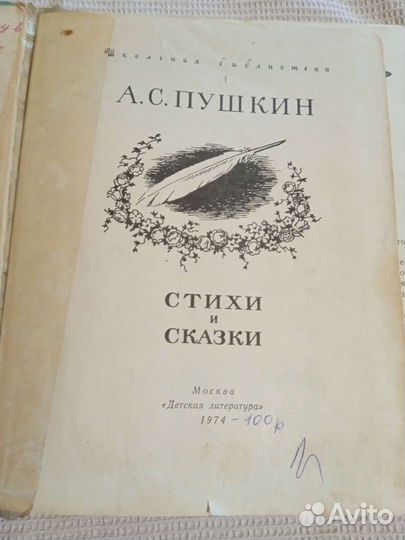 Школьная библиотека
А.С.ПУШКИН
СТИХИ
и
СКАЗКИ
Москва
«Детская литература»
1974 - 100р
Avito